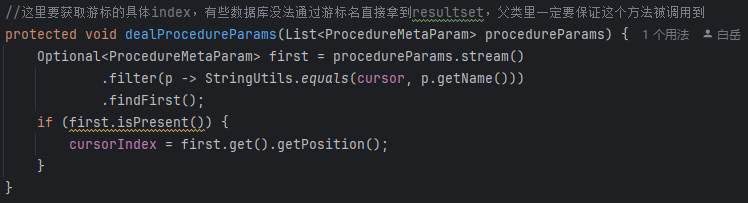 //这里要获取游标的具体index，有些数据库没法通过游标名直接拿到resultset，父类里一定要保证这个方法被调用到
protected void dealProcedureParams(List<ProcedureMetaParam> procedureParams) { 1个用法 白岳
    Optional<ProcedureMetaParam> first = procedureParams.stream()
            .filter(p -> StringUtils.equals(cursor, p.getName()))
            .findFirst();
    if (first.isPresent()) {
        cursorIndex = first.get().getPosition();
    }
}